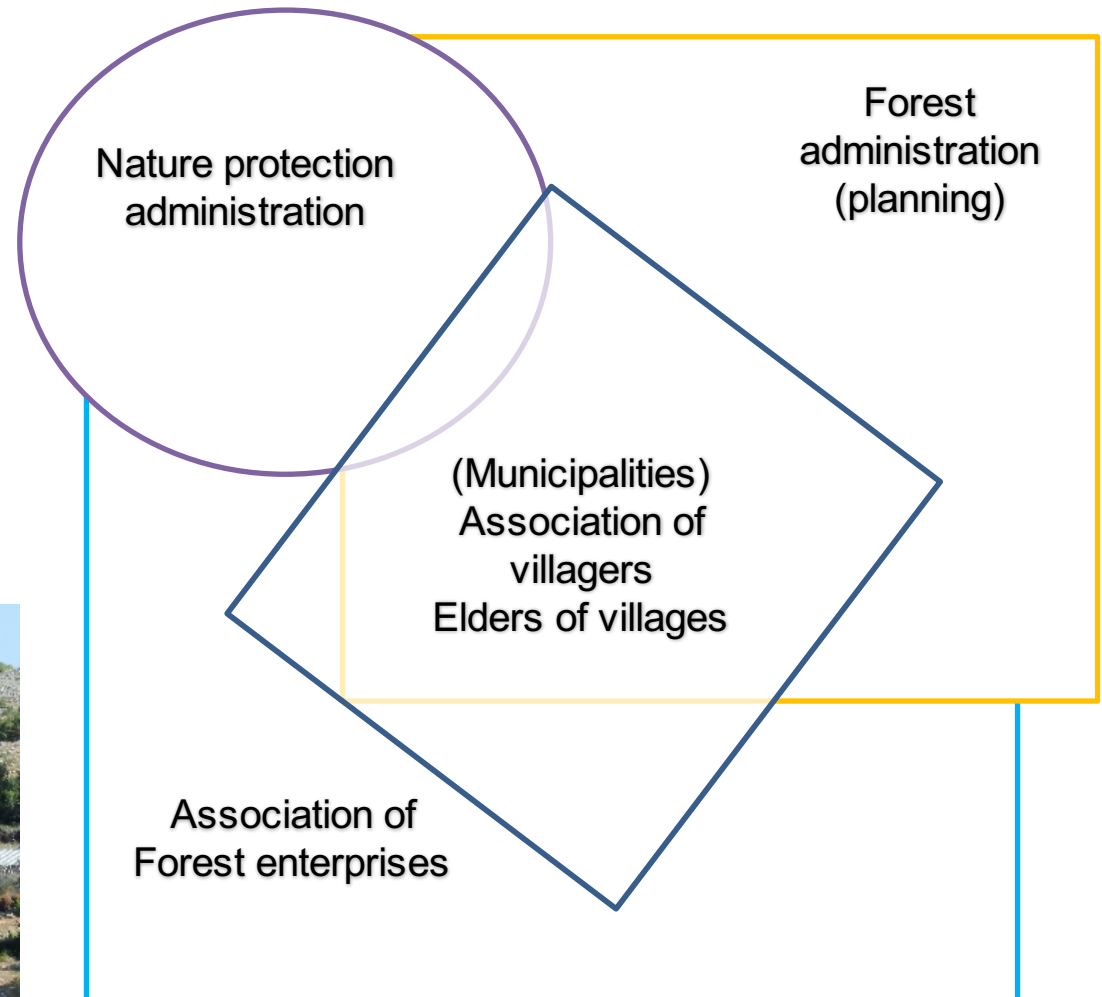 Nature protection
administration
Forest
administration
(planning)
(Municipalities)
Association of
villagers
Elders of villages
Association of
Forest enterprises